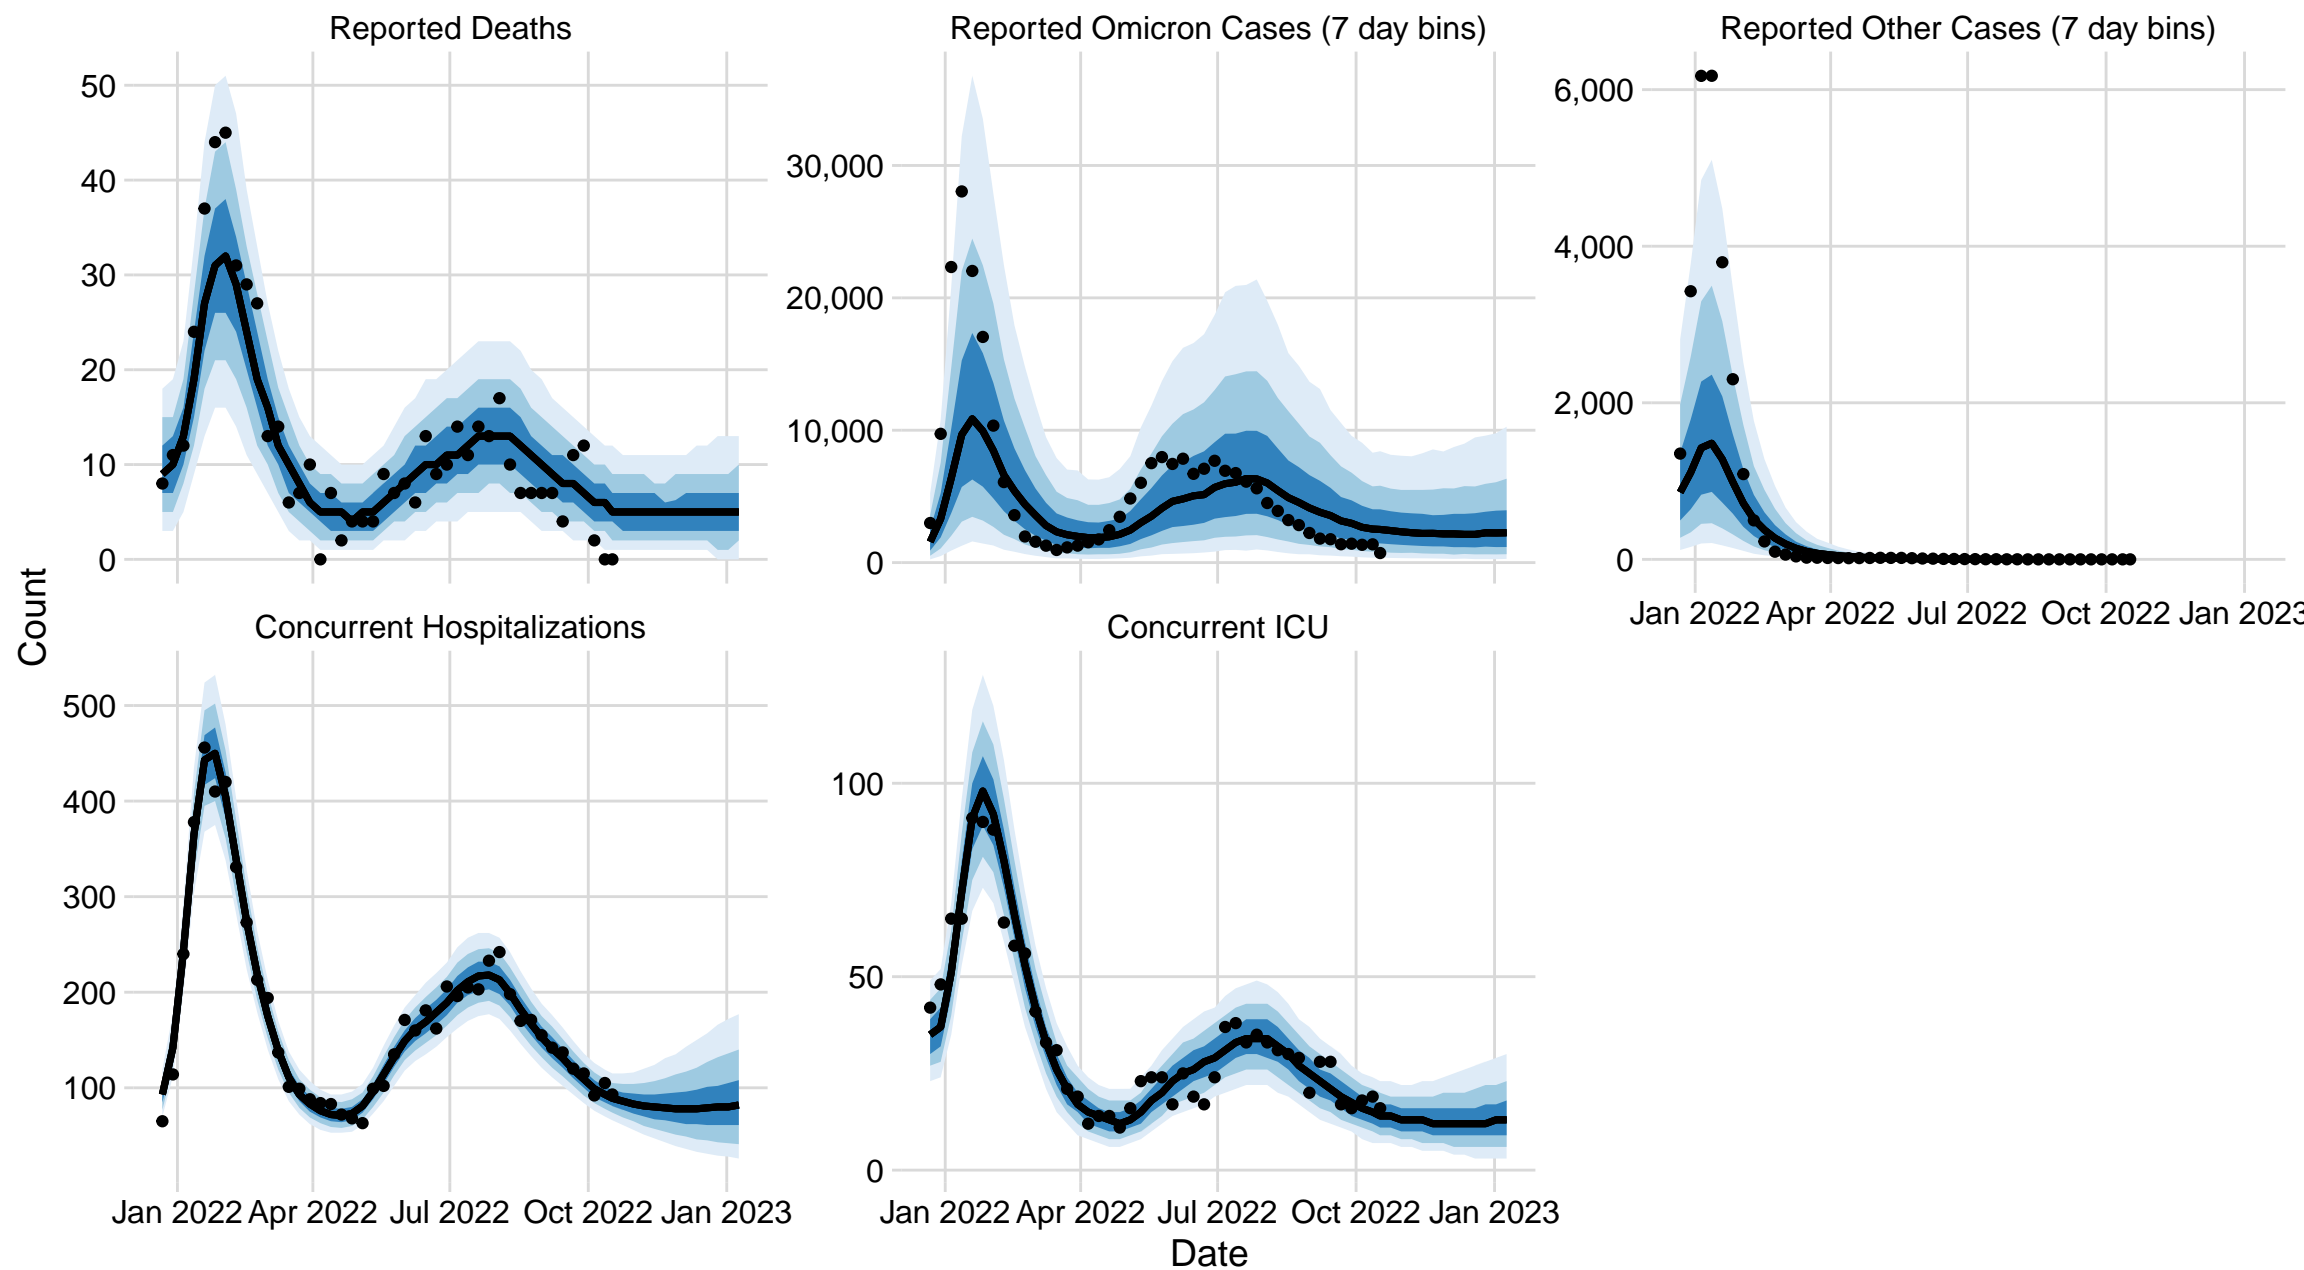 Reported Deaths
Reported Omicron Cases (7 day bins)
Reported Other Cases (7 day bins)
50
40
30
20
10
0
30,000
20,000
10,000
0
6,000
4,000
2,000
0
Jan 2022 Apr 2022 Jul 2022 Oct 2022 Jan 2023
Count
Concurrent Hospitalizations
Concurrent ICU
500
400
300
200
100
100
50
0
Jan 2022 Apr 2022 Jul 2022 Oct 2022 Jan 2023
Jan 2022 Apr 2022 Jul 2022 Oct 2022 Jan 2023
Date